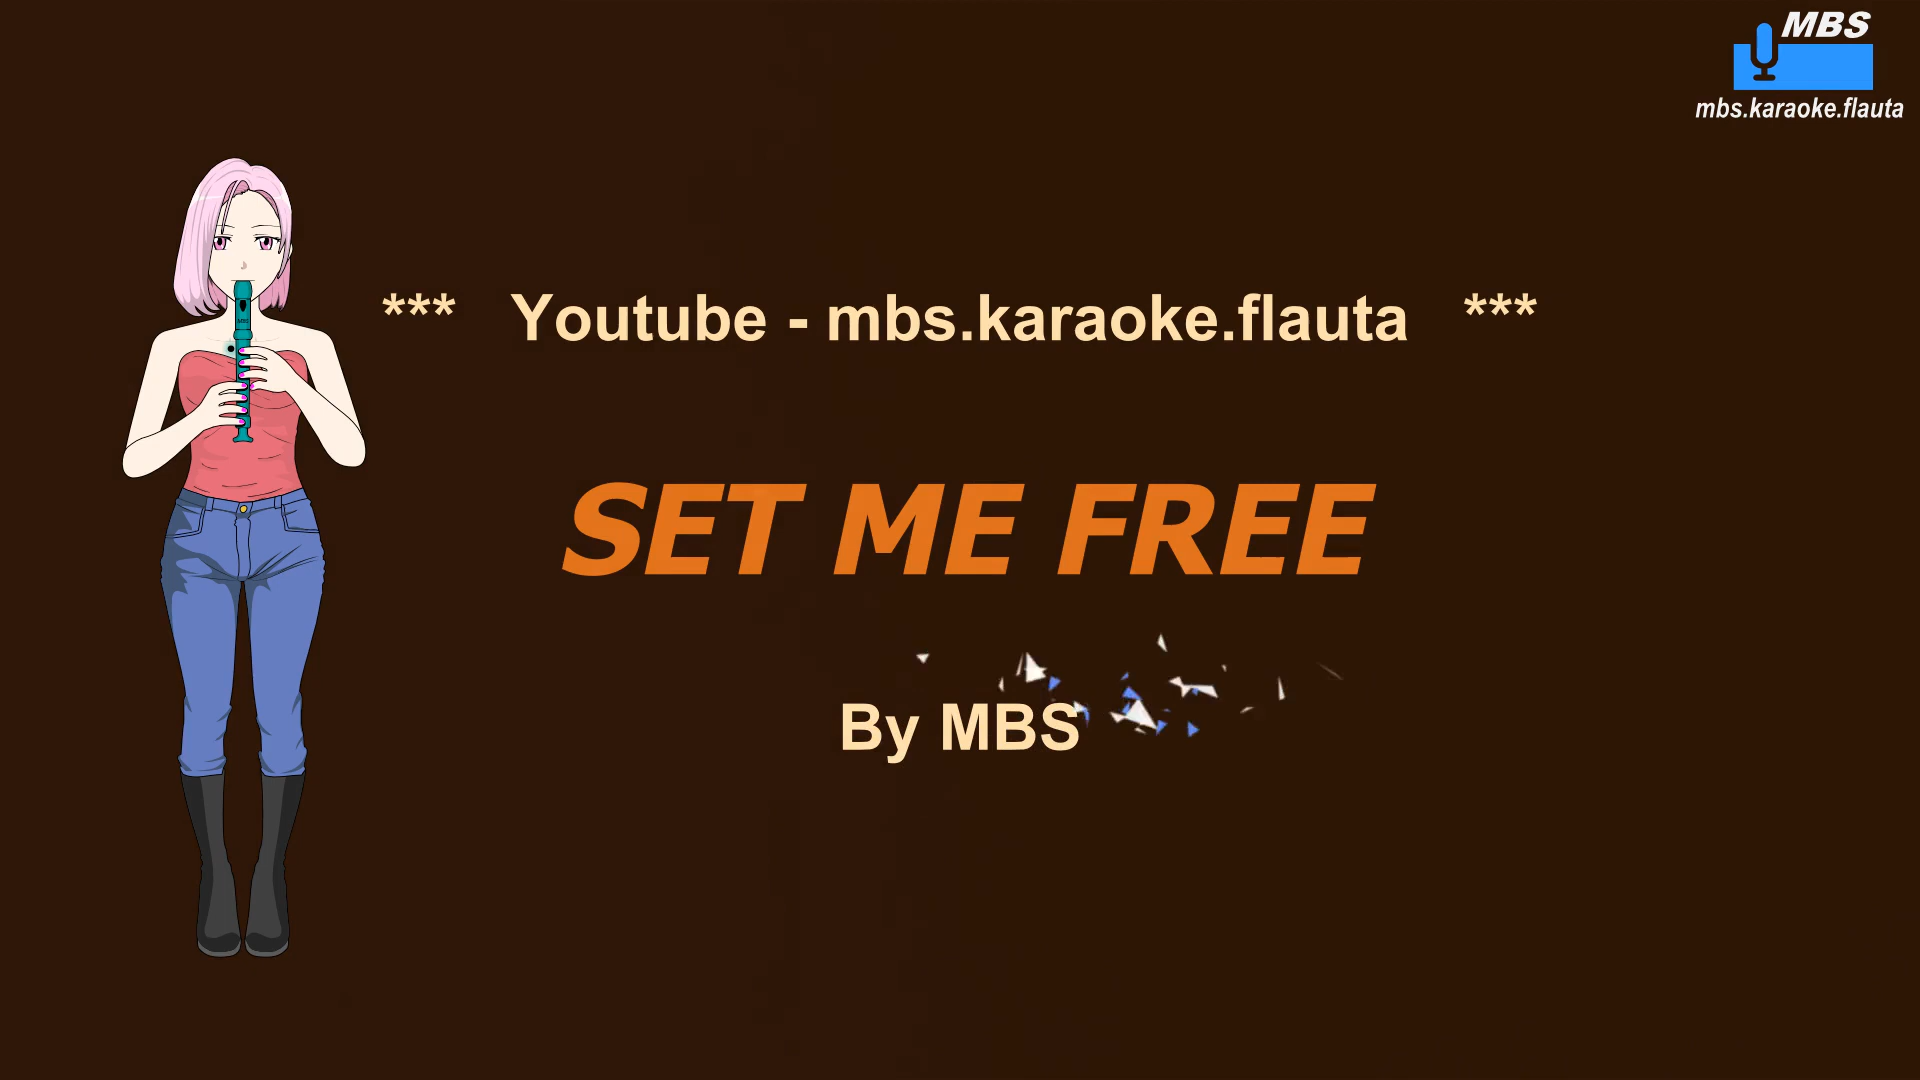 MBS
mbs.karaoke.flauta
*** Youtube - mbs.karaoke.flauta ***
SET ME FREE
By MBS